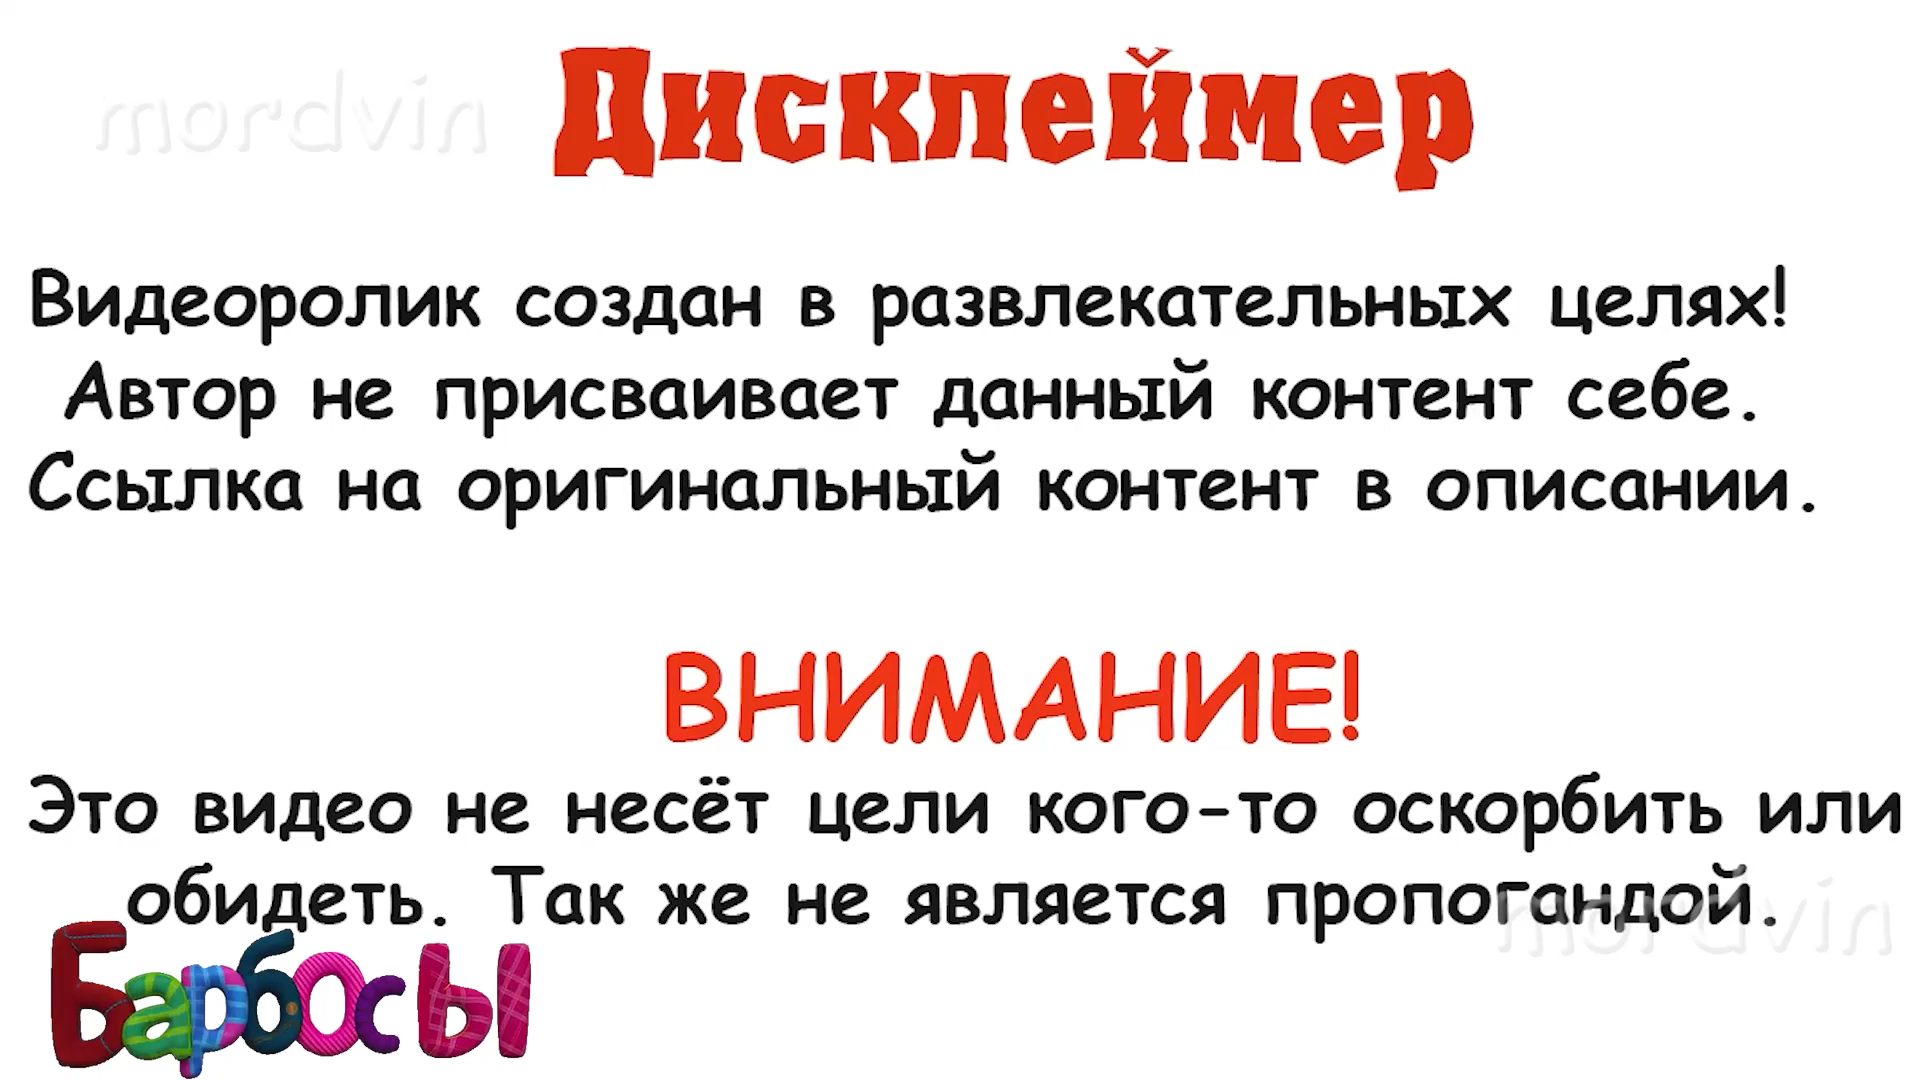 mordvin
Дисклеймер
Видеоролик создан в развлекательных целях!
Автор не присваивает данный контент себе.
Ссылка на оригинальный контент в описании.
ВНИМАНИЕ!
Это видео не несёт цели кого-то оскорбить или
обидеть. Так же не является пропогандой.
mordvin
Барбосы